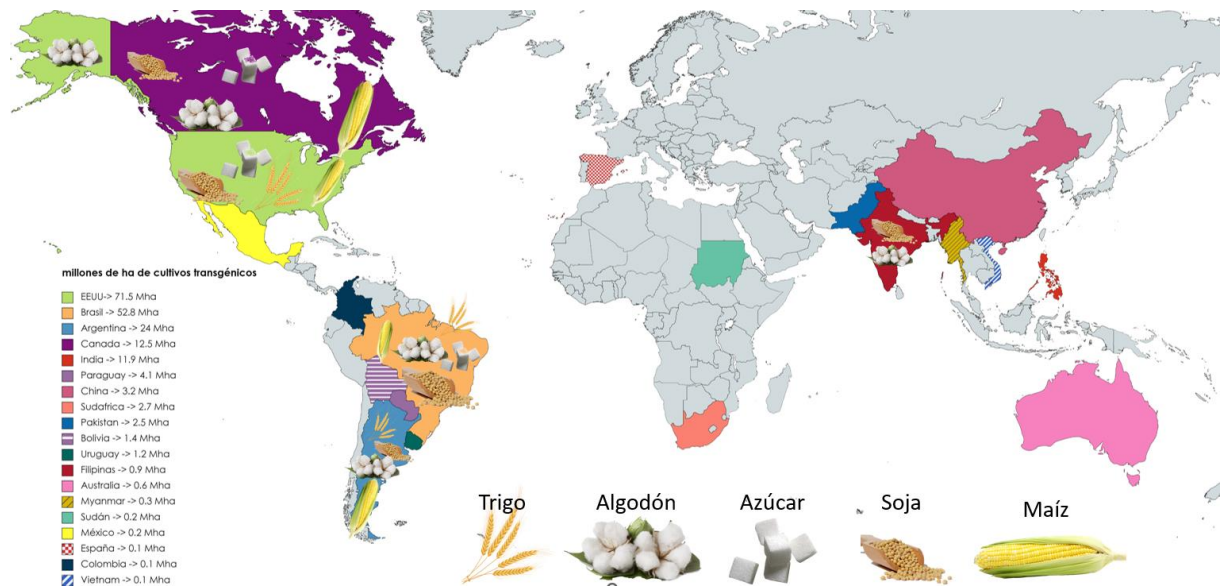 millones de ha de cultivos transgénicos
EEUU-> 71.5 Mha
Brasil -> 52.8 Mha
Argentina -> 24 Mha
Canada -> 12.5 Mha
India -> 11.9 Mha
Paraguay -> 4.1 Mha
China -> 3.2 Mha
Sudafrica -> 2.7 Mha
Pakistan -> 2.5 Mha
Bolivia -> 1.4 Mha
Uruguay -> 1.2 Mha
Filipinas -> 0.9 Mha
Australia -> 0.6 Mha
Myanmar -> 0.3 Mha
Sudán -> 0.2 Mha
México -> 0.2 Mha
España -> 0.1 Mha
Colombia -> 0.1 Mha
Vietnam -> 0.1 Mha
Trigo
Algodón
Azúcar
Soja
Maíz